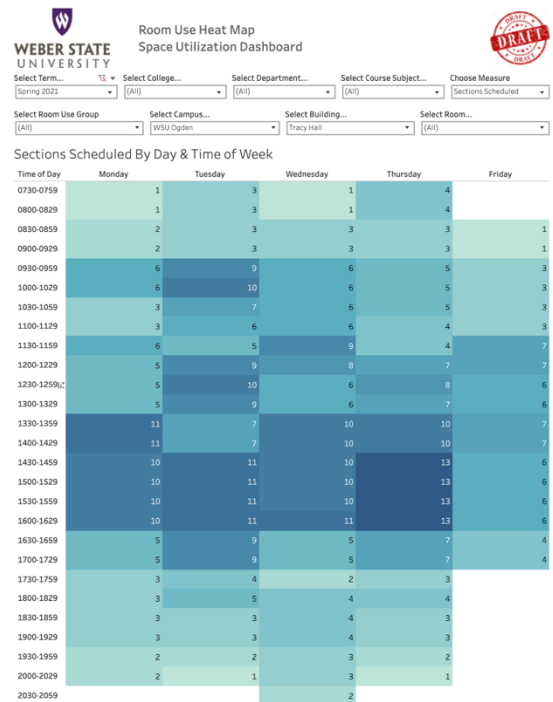 Room Use Heat Map
Space Utilization Dashboard
WEBER STATE
UNIVERSITY
DRAFT
DRAFT
DRAFT
Select Term... Select College... Select Department... Select Course Subject... Choose Measure
Spring 2021 (All) (All) (All) Sections Scheduled
Select Room Use Group Select Campus... Select Building... Select Room...
(All) WSU Ogden Tracy Hall (All)
Sections Scheduled By Day & Time of Week
Time of Day Monday Tuesday Wednesday Thursday Friday
0730-0759 1 3 1 4
0800-0829 1 3 1 4
0830-0859 2 3 3 3 1
0900-0929 2 3 3 3 1
0930-0959 6 9 6 5 3
1000-1029 6 10 6 5 3
1030-1059 3 7 6 5 3
1100-1129 3 6 6 4 3
1130-1159 6 5 9 4 7
1200-1229 5 9 8 7 7
1230-1259 5 10 6 8 6
1300-1329 5 9 6 7 6
1330-1359 11 7 10 10 7
1400-1429 11 7 10 10 7
1430-1459 10 11 10 13 6
1500-1529 10 11 10 13 6
1530-1559 10 11 10 13 6
1600-1629 10 11 11 13 6
1630-1659 5 9 5 7 4
1700-1729 5 9 5 7 4
1730-1759 3 4 2 3
1800-1829 3 5 4 4
1830-1859 3 3 4 3
1900-1929 3 3 4 3
1930-1959 2 2 3 2
2000-2029 2 1 3 1
2030-2059 2